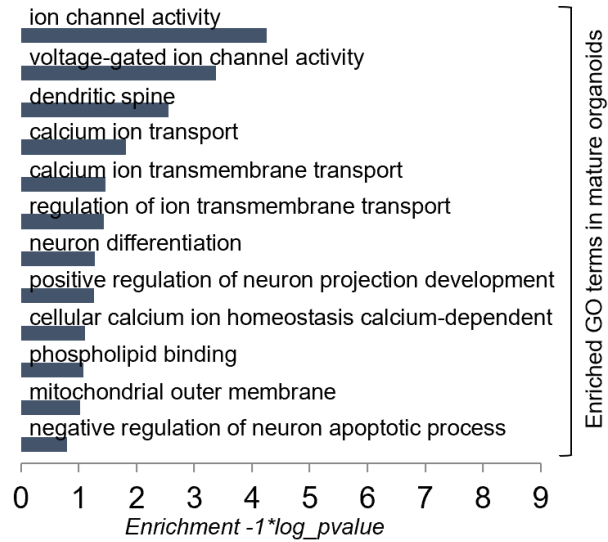 ion channel activity
voltage-gated ion channel activity
dendritic spine
calcium ion transport
calcium ion transmembrane transport
regulation of ion transmembrane transport
neuron differentiation
positive regulation of neuron projection development
cellular calcium ion homeostasis calcium-dependent
phospholipid binding
mitochondrial outer membrane
negative regulation of neuron apoptotic process
0 1 2 3 4 5 6 7 8 9
Enrichment -1*log_pvalue
Enriched GO terms in mature organoids